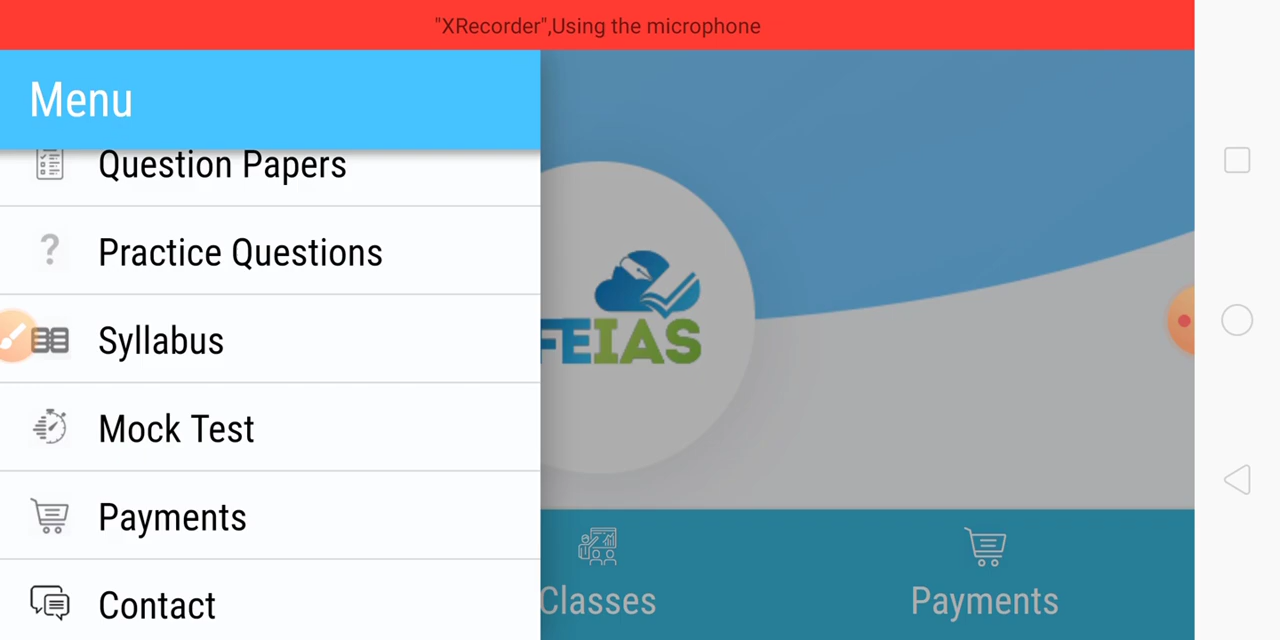 "XRecorder",Using the microphone
Menu
Question Papers
Practice Questions
Syllabus
Mock Test
Payments
Contact
FEIAS
Classes
Payments